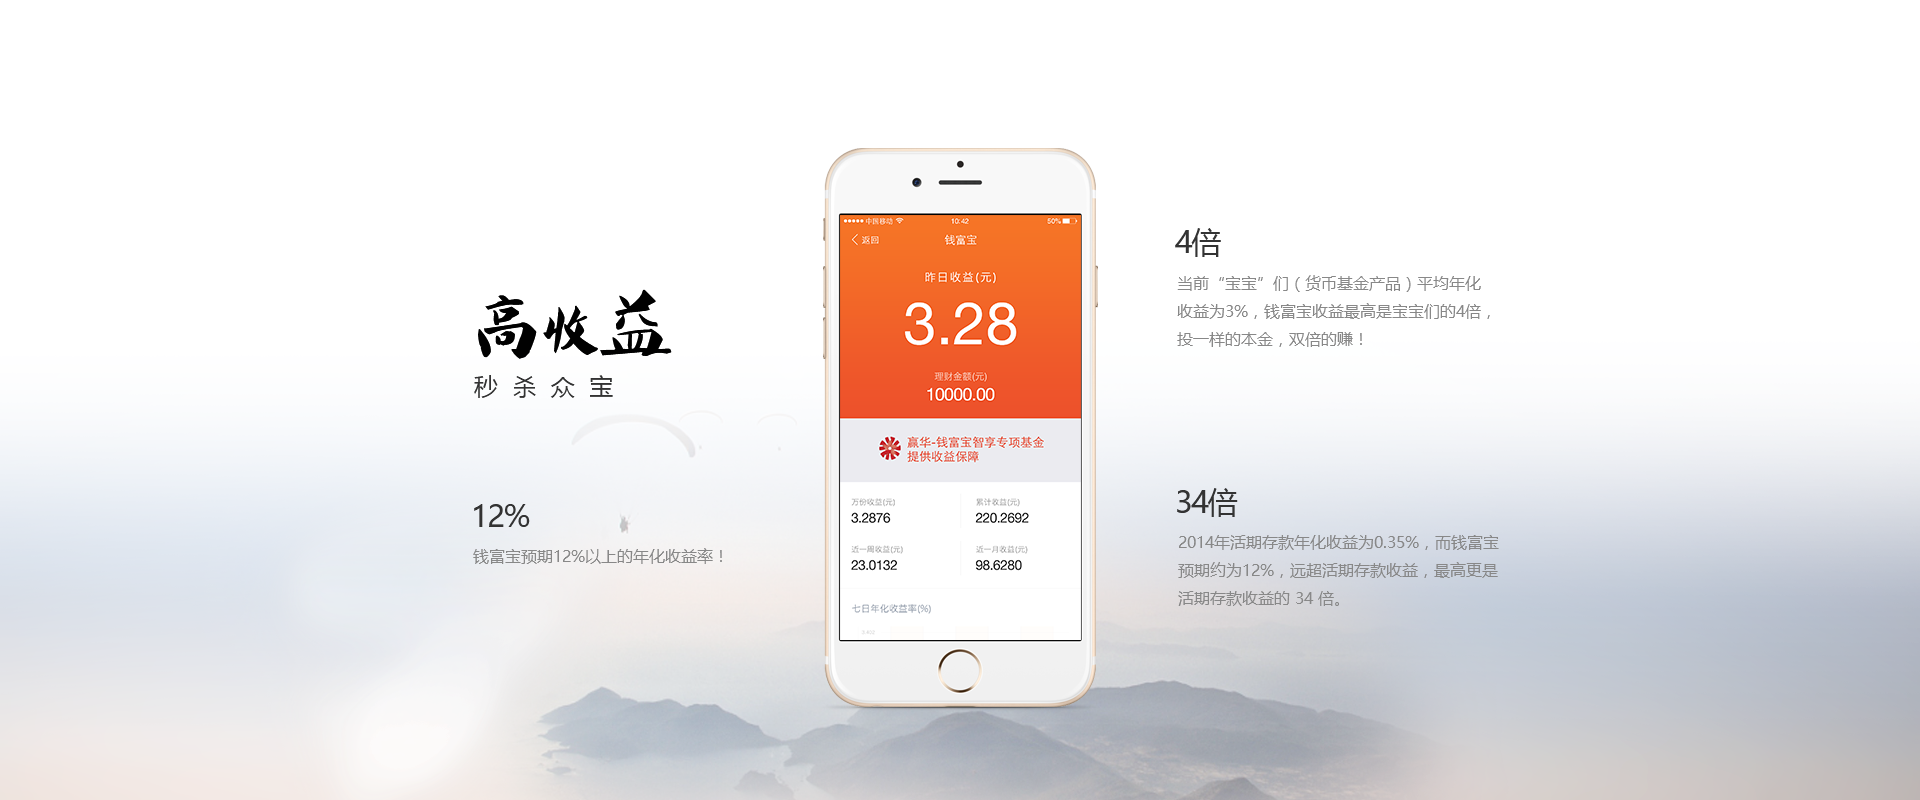 高收益
秒杀众宝
12%
钱富宝预期12%以上的年化收益率！
中国移动
10:42
50%
返回
钱富宝
昨日收益(元)
3.28
理财金额(元)
10000.00
赢华-钱富宝智享专项基金
提供收益保障
万份收益(元)
累计收益(元)
3.2876
220.2692
近一周收益(元)
近一月收益(元)
23.0132
98.6280
七日年化收益率(%)
4倍
当前“宝宝”们（货币基金产品）平均年化
收益为3%，钱富宝收益最高是宝宝们的4倍，
投一样的本金，双倍的赚！
34倍
2014年活期存款年化收益为0.35%，而钱富宝
预期约为12%，远超活期存款收益，最高更是
活期存款收益的 34 倍。